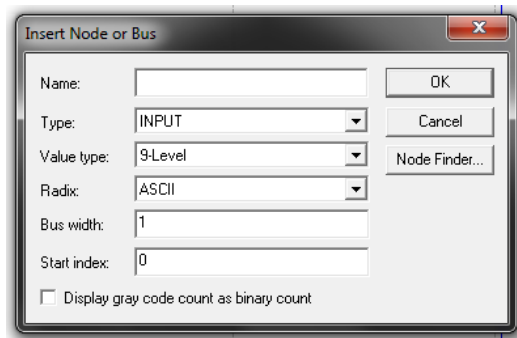 Insert Node or Bus
Name:
OK
Type:
INPUT
Cancel
Value type:
9-Level
Node Finder...
Radix:
ASCII
Bus width:
1
Start index:
0
Display gray code count as binary count